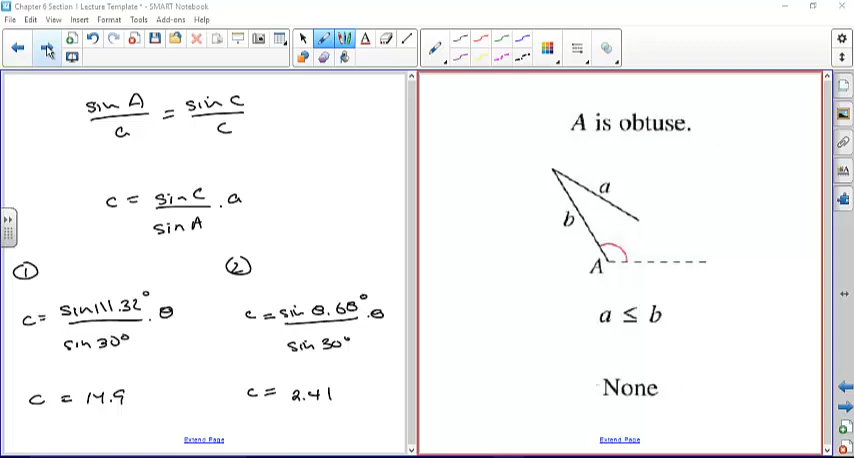 Chapter 6 Section 1 Lecture Template* - SMART Notebook
File Edit View Insert Format Tools Add-ons Help
sin A / a = sin C / c
c = sin C / sin A . a
① 
c = sin 111.32° / sin 30° . 8
c = 14.9
②
c = sin 8.68° / sin 30° . 8
c = 2.41
Extend Page
A is obtuse.
a
b
A
a ≤ b
None
Extend Page